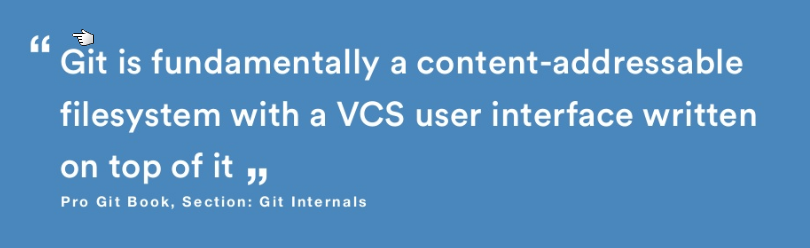 “ Git is fundamentally a content-addressable
filesystem with a VCS user interface written
on top of it „
Pro Git Book, Section: Git Internals